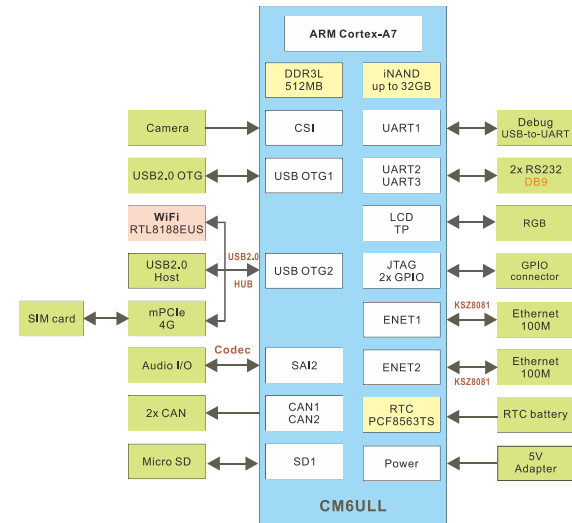 ARM Cortex-A7
DDR3L
512MB
iNAND
up to 32GB
Camera
CSI
UART1
Debug
USB-to-UART
USB2.0 OTG
USB OTG1
UART2
UART3
2x RS232
DB9
WiFi
RTL8188EUS
LCD
TP
RGB
USB2.0
HUB
USB2.0
Host
USB OTG2
JTAG
2x GPIO
GPIO
connector
SIM card
mPCIe
4G
ENET1
KSZ8081
Ethernet
100M
Audio I/O
Codec
SAI2
ENET2
KSZ8081
Ethernet
100M
2x CAN
CAN1
CAN2
RTC
PCF8563TS
RTC battery
Micro SD
SD1
Power
5V
Adapter
CM6ULL